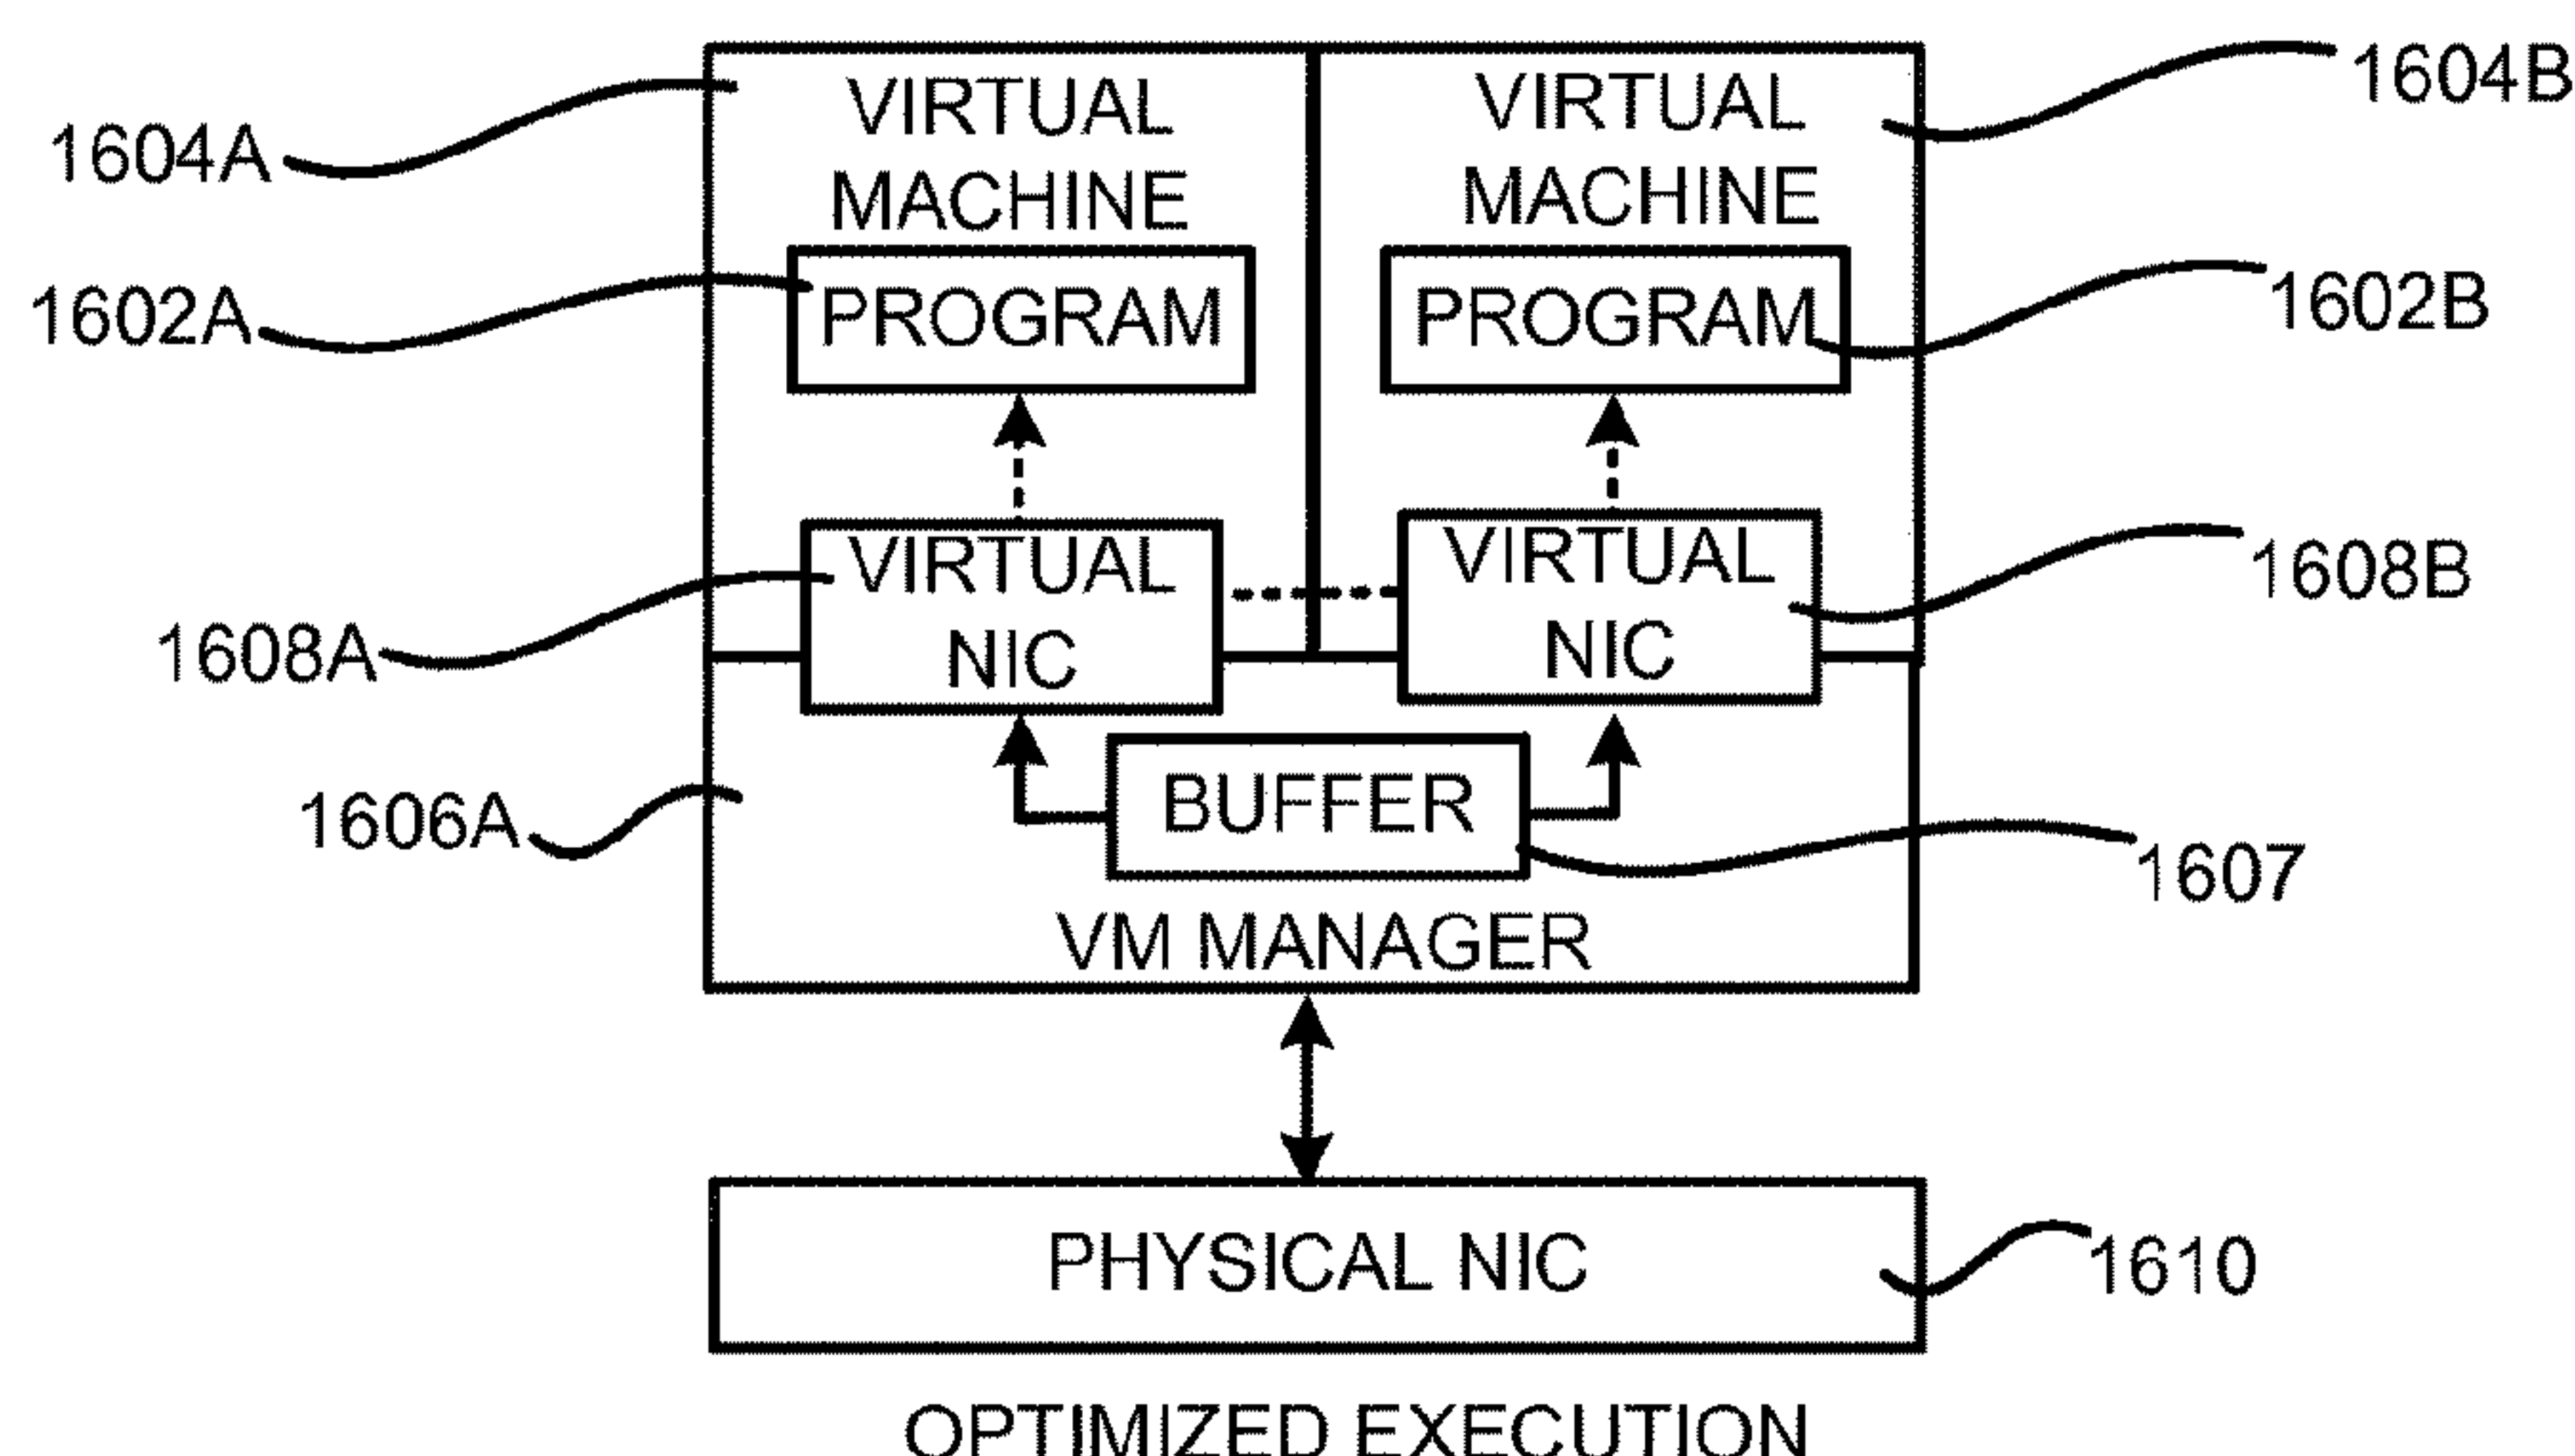 1604B
VIRTUAL
MACHINE
VIRTUAL
MACHINE
1604A
PROGRAM
PROGRAM
1602A
1602B
VIRTUAL
NIC
VIRTUAL
NIC
1608A
1608B
1606A
BUFFER
1607
VM MANAGER
PHYSICAL NIC
1610
OPTIMIZED EXECUTION